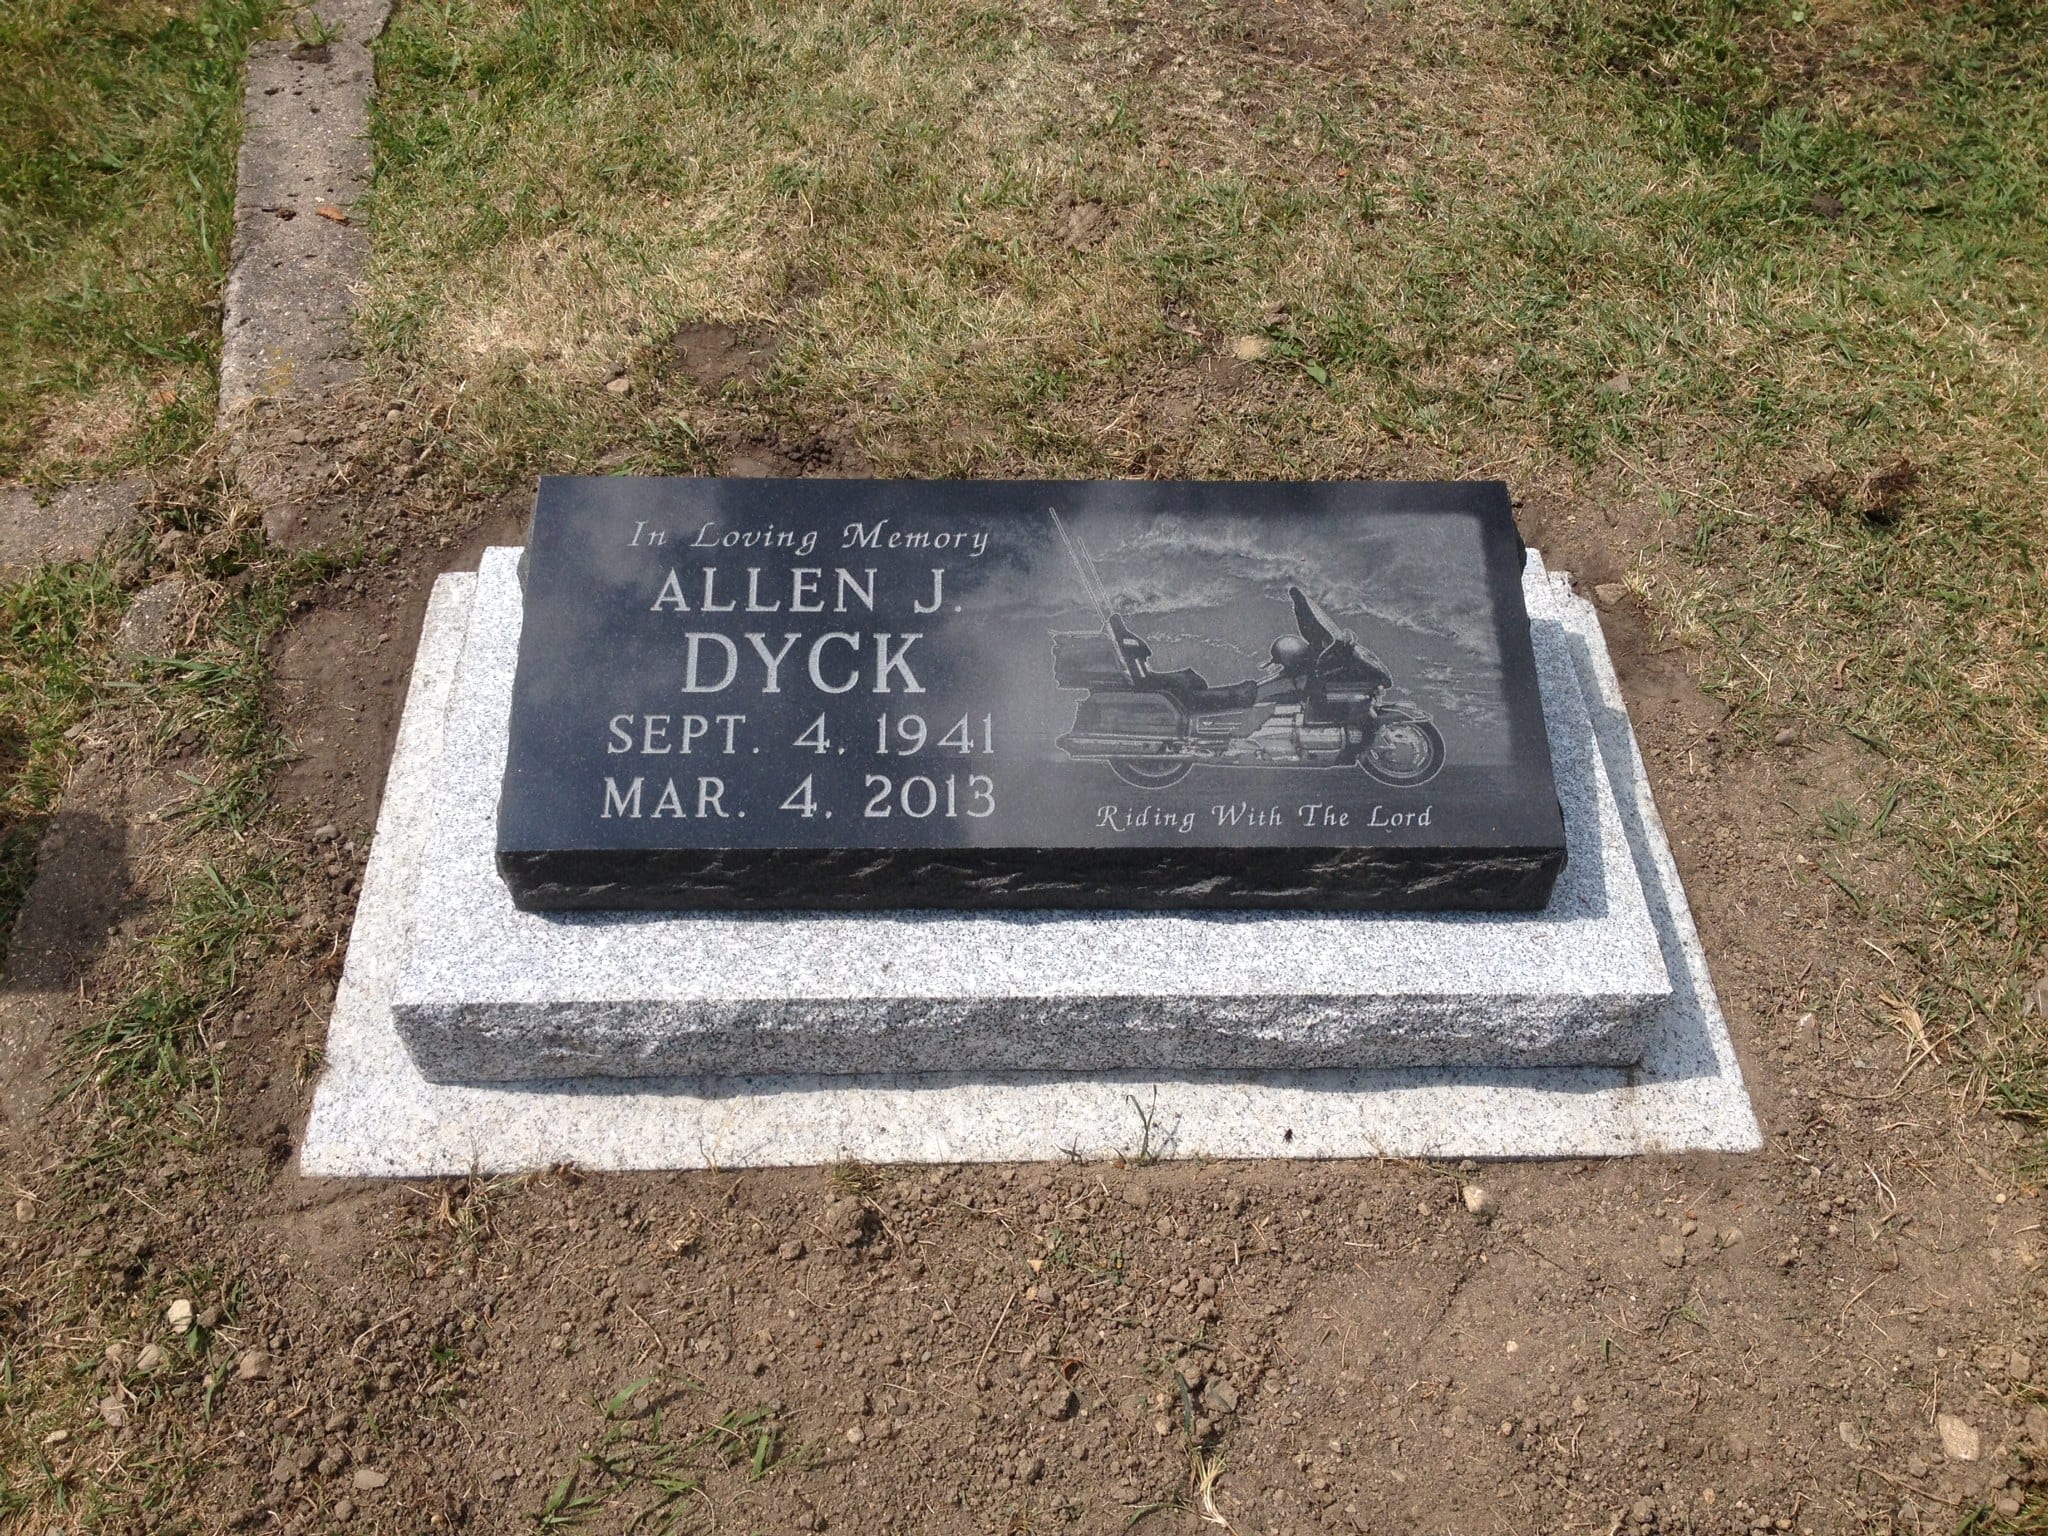 In Loving Memory
ALLEN J.
DYCK
SEPT. 4, 1941
MAR. 4, 2013
Riding With The Lord